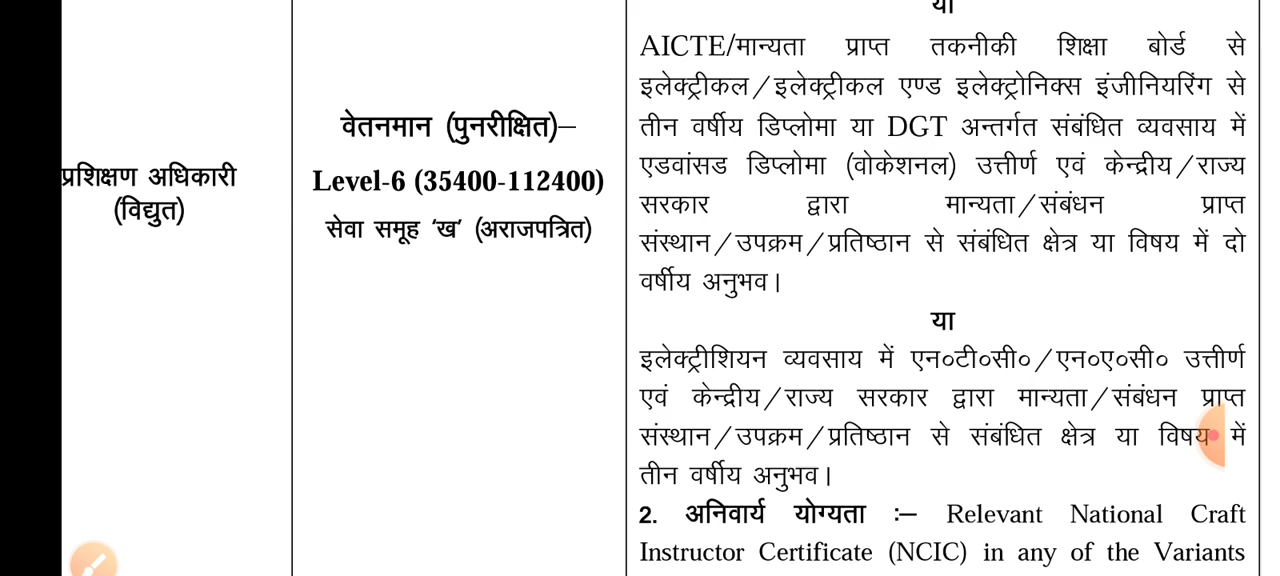 प्रशिक्षण अधिकारी
(विद्युत)
वेतनमान (पुनरीक्षित)–
Level-6 (35400-112400)
सेवा समूह ‘ख’ (अराजपत्रित)
या
AICTE/मान्यता प्राप्त तकनीकी शिक्षा बोर्ड से
इलेक्ट्रीकल/इलेक्ट्रीकल एण्ड इलेक्ट्रोनिक्स इंजीनियरिंग से
तीन वर्षीय डिप्लोमा या DGT अन्तर्गत संबंधित व्यवसाय में
एडवांसड डिप्लोमा (वोकेशनल) उत्तीर्ण एवं केन्द्रीय/राज्य
सरकार द्वारा मान्यता/संबंधन प्राप्त
संस्थान/उपक्रम/प्रतिष्ठान से संबंधित क्षेत्र या विषय में दो
वर्षीय अनुभव।
या
इलेक्ट्रीशियन व्यवसाय में एन०टी०सी०/एन०ए०सी० उत्तीर्ण
एवं केन्द्रीय/राज्य सरकार द्वारा मान्यता/संबंधन प्राप्त
संस्थान/उपक्रम/प्रतिष्ठान से संबंधित क्षेत्र या विषय में
तीन वर्षीय अनुभव।
2. अनिवार्य योग्यता :– Relevant National Craft
Instructor Certificate (NCIC) in any of the Variants